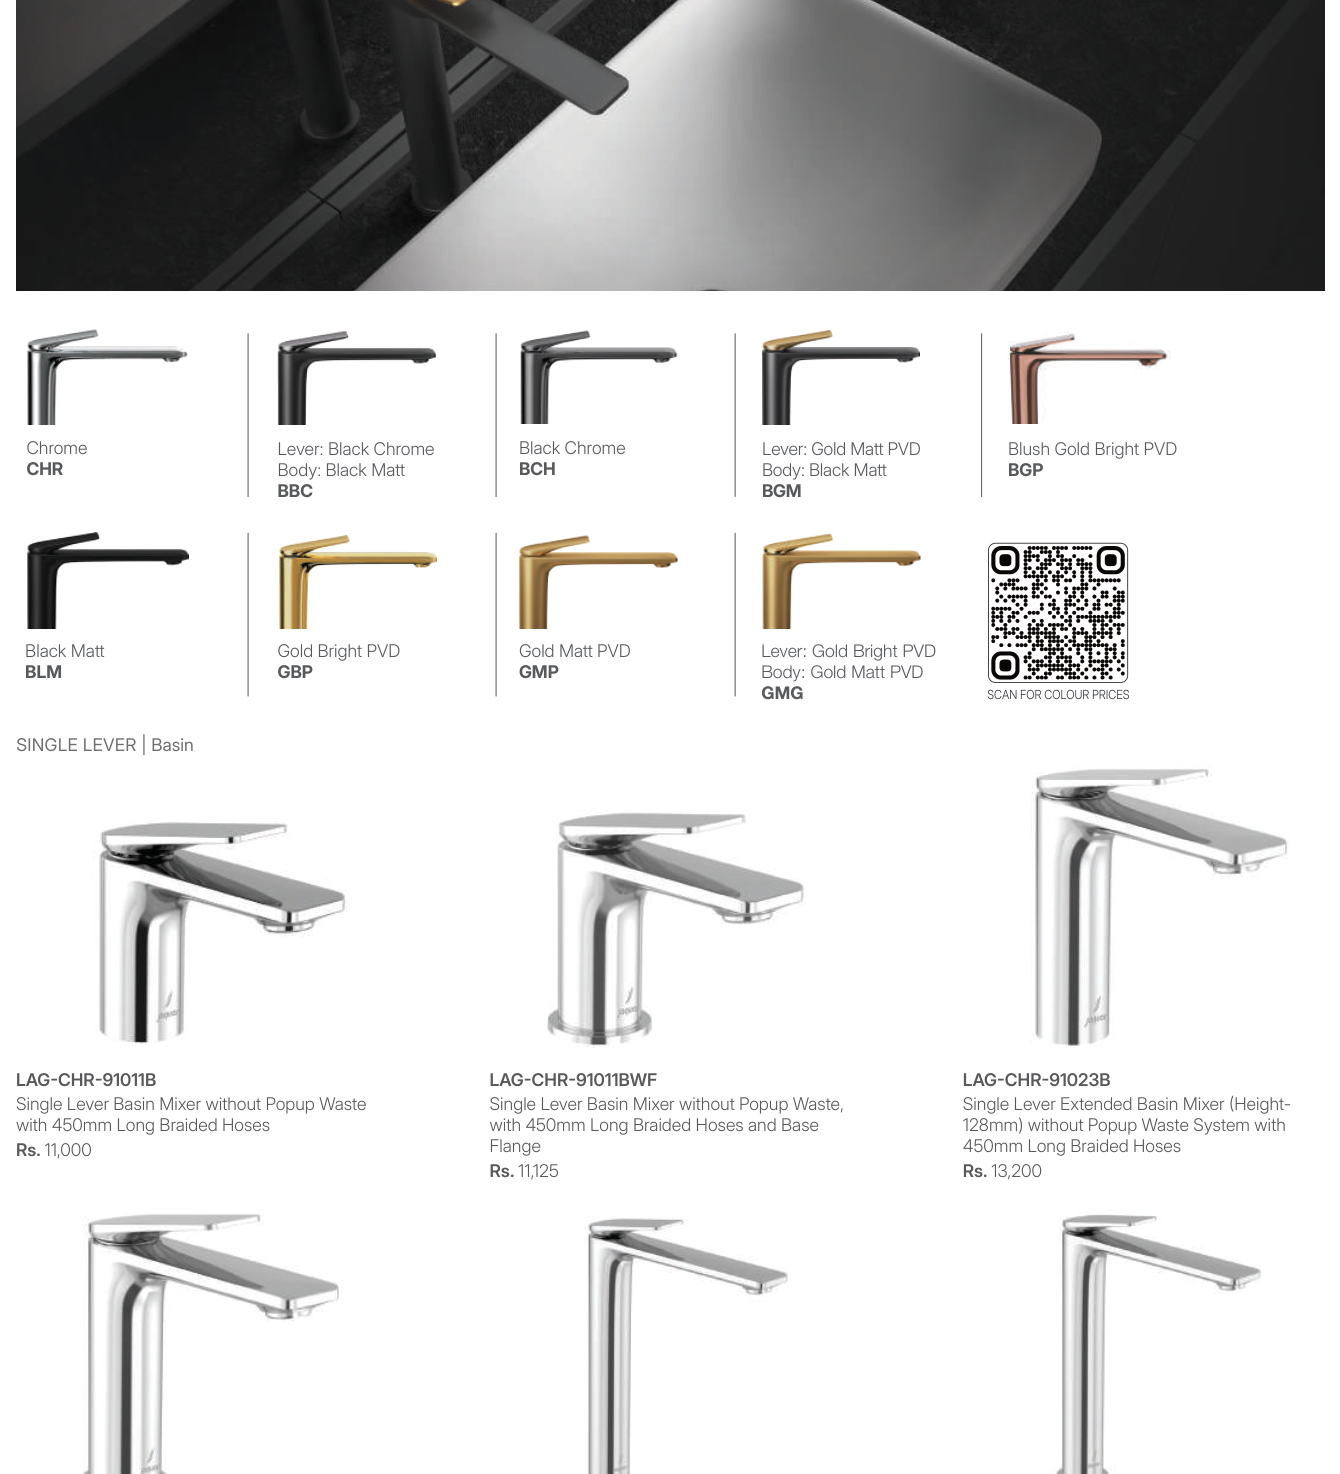 Chrome
CHR
Lever: Black Chrome
Body: Black Matt
BBC
Black Chrome
BCH
Lever: Gold Matt PVD
Body: Black Matt
BGM
Blush Gold Bright PVD
BGP
Black Matt
BLM
Gold Bright PVD
GBP
Gold Matt PVD
GMP
Lever: Gold Bright PVD
Body: Gold Matt PVD
GMG
SCAN FOR COLOUR PRICES
SINGLE LEVER | Basin
LAG-CHR-91011B
Single Lever Basin Mixer without Popup Waste
with 450mm Long Braided Hoses
Rs. 11,000
LAG-CHR-91011BWF
Single Lever Basin Mixer without Popup Waste,
with 450mm Long Braided Hoses and Base
Flange
Rs. 11,125
LAG-CHR-91023B
Single Lever Extended Basin Mixer (Height-
128mm) without Popup Waste System with
450mm Long Braided Hoses
Rs. 13,200